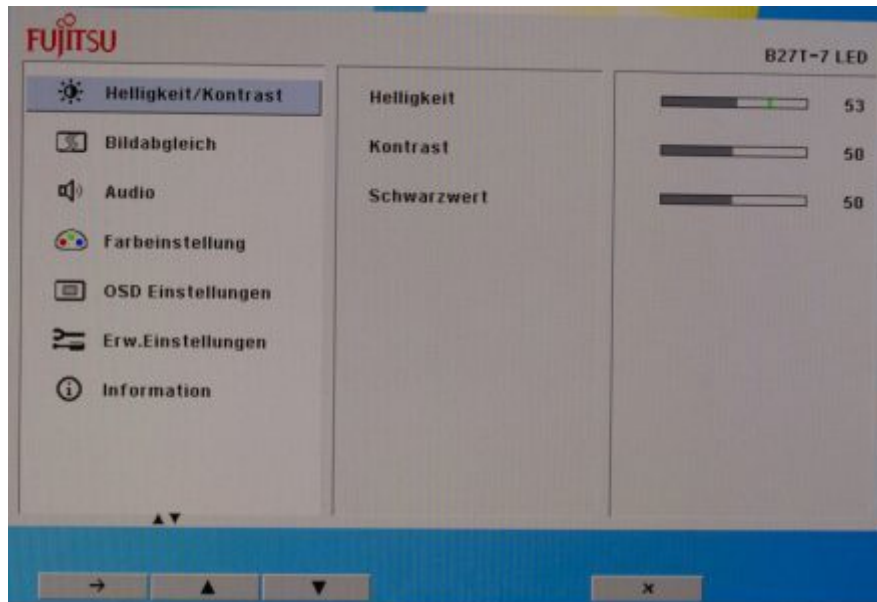 FUJITSU
B27T-7 LED
Helligkeit/Kontrast
Bildabgleich
Audio
Farbeinstellung
OSD Einstellungen
Erw.Einstellungen
Information
Helligkeit
Kontrast
Schwarzwert
53
50
50